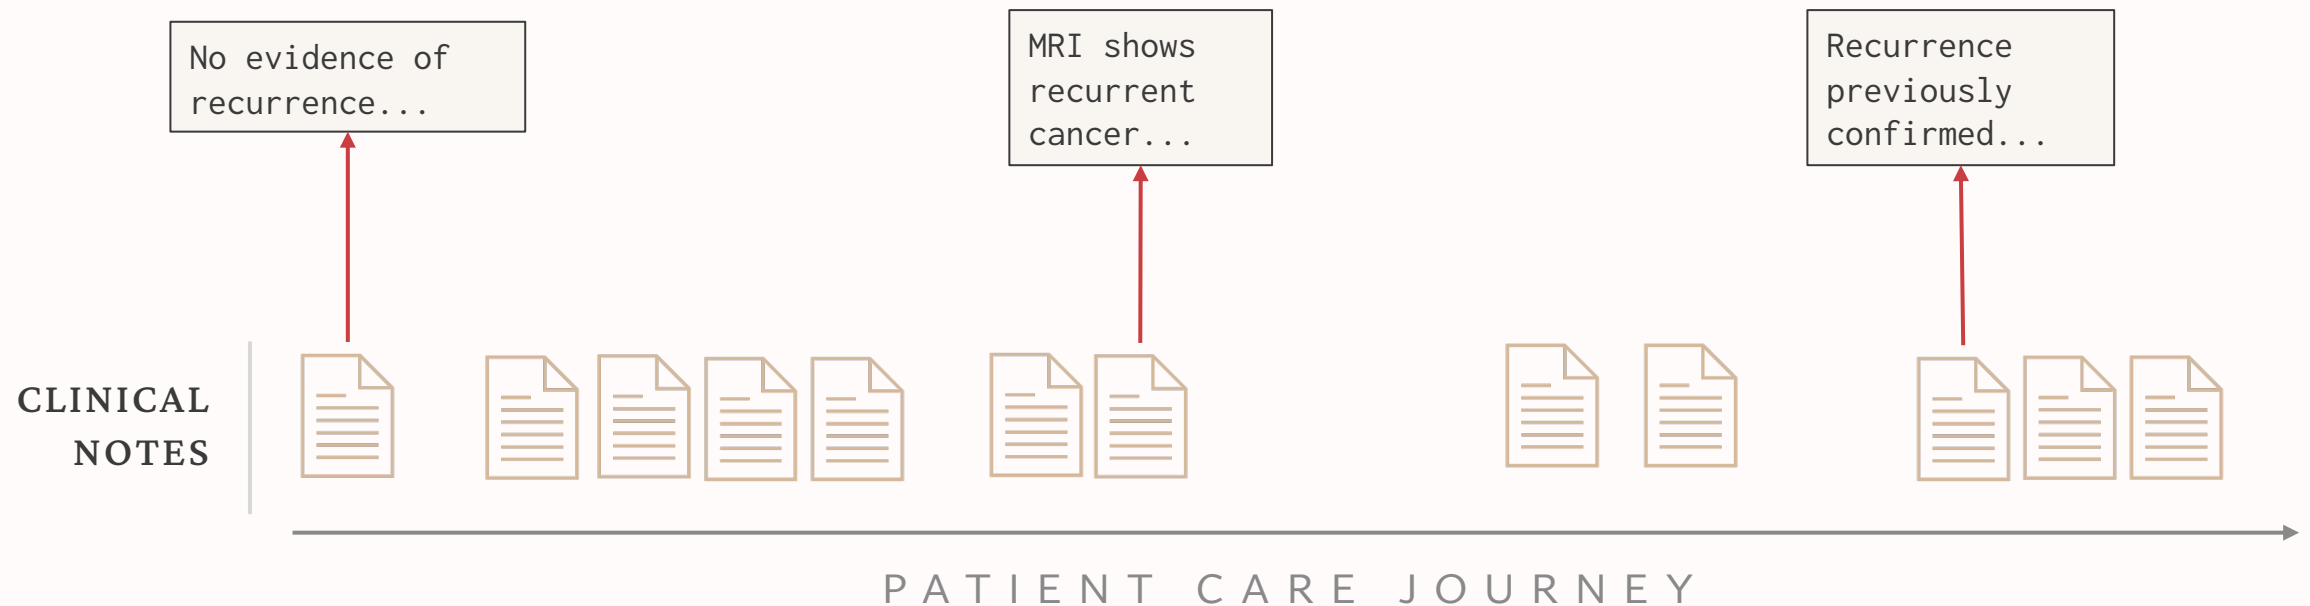 No evidence of
recurrence...
MRI shows
recurrent
cancer...
Recurrence
previously
confirmed...
CLINICAL
NOTES
PATIENT CARE JOURNEY